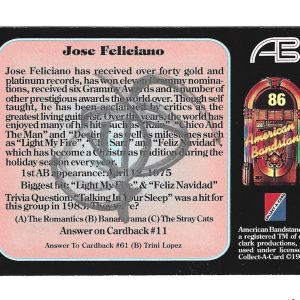 Jose Feliciano
AB
Jose Feliciano has received over forty gold and
platinum records, has won eleven Grammy nomina-
tions, received six Grammy Awards and a number of
other prestigious awards the world over. Though self
taught, he has been acclaimed by critics as the
greatest living guitarist. Over the years, the world has
enjoyed many of his hits such as "Chico And
The Man" and "Destiny" as well as
such as "Light My Fire", and "Feliz Navidad"
which has become a Christmas tradition during the
holiday season every year.
1st AB appearance: April 12, 1975
Biggest hit: "Light My Fire" & "Feliz Navidad"
Trivia Question: "Talking In Your Sleep" was a hit for
this group in 1985. They are?
(A) The Romantics (B) Bananarama (C) The Stray Cats
Answer on Cardback #11
Answer To Cardback #61 (B) Trini Lopez
86
American
Bandstand
American Bandstand
a registered TM of
clark productions,
used under license
Collect-A-Card ©19